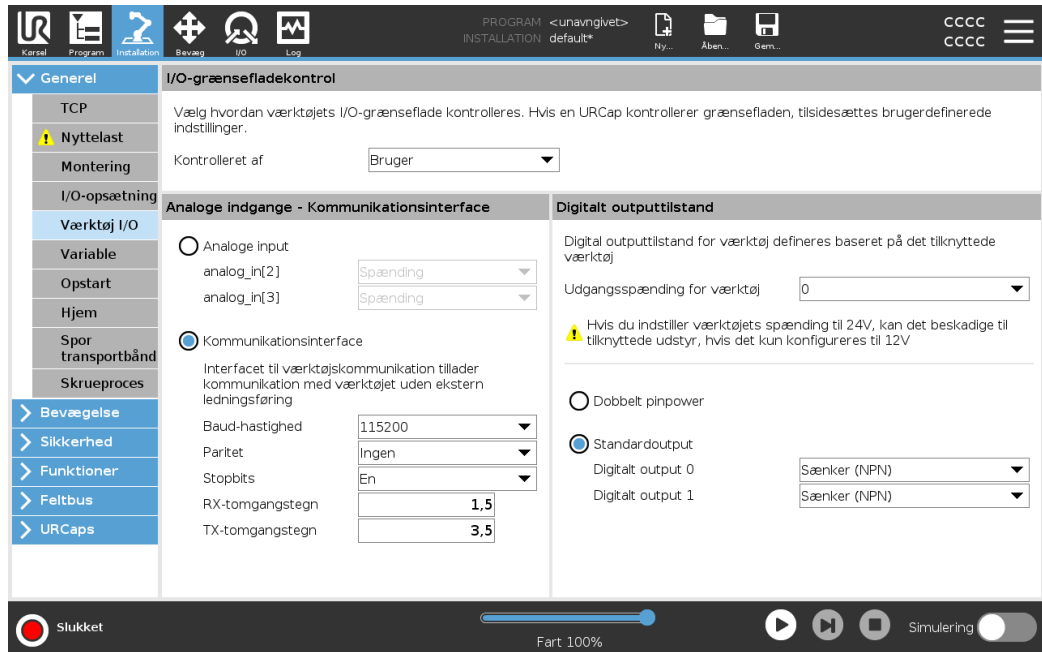 UR
PROGRAM <unavngivet>
INSTALLATION default*
CCCC
CCCC
Kørsel Program Installation Bevæg I/O Log Ny... Åben... Gem...
Generel
TCP
Nyttelast
Montering
I/O-opsætning
Værktøj I/O
Variable
Opstart
Hjem
Spor
transportbånd
Skrueproces
Bevægelse
Sikkerhed
Funktioner
Feltbus
URCaps
I/O-grænsefladekontrol
Vælg hvordan værktøjets I/O-grænseflade kontrolleres. Hvis en URCap kontrollerer grænsefladen, tilsidesættes brugerdefinerede
indstillinger.
Kontrolleret af Bruger
Analoge indgange - Kommunikationsinterface
Analoge input
analog_in[2] Spænding
analog_in[3] Spænding
Kommunikationsinterface
Interfacet til værktøjskommunikation tillader
kommunikation med værktøjet uden ekstern
ledningsføring
Baud-hastighed 115200
Paritet Ingen
Stopbits En
RX-tomgangstegn 1,5
TX-tomgangstegn 3,5
Digitalt outputtilstand
Digital outputtilstand for værktøj defineres baseret på det tilknyttede
værktøj
Udgangsspænding for værktøj 0
Hvis du indstiller værktøjets spænding til 24V, kan det beskadige til
tilknyttede udstyr, hvis det kun konfigureres til 12V
Dobbelt pinpower
Standardoutput
Digitalt output 0 Sænker (NPN)
Digitalt output 1 Sænker (NPN)
Slukket
Fart 100%
Simulering